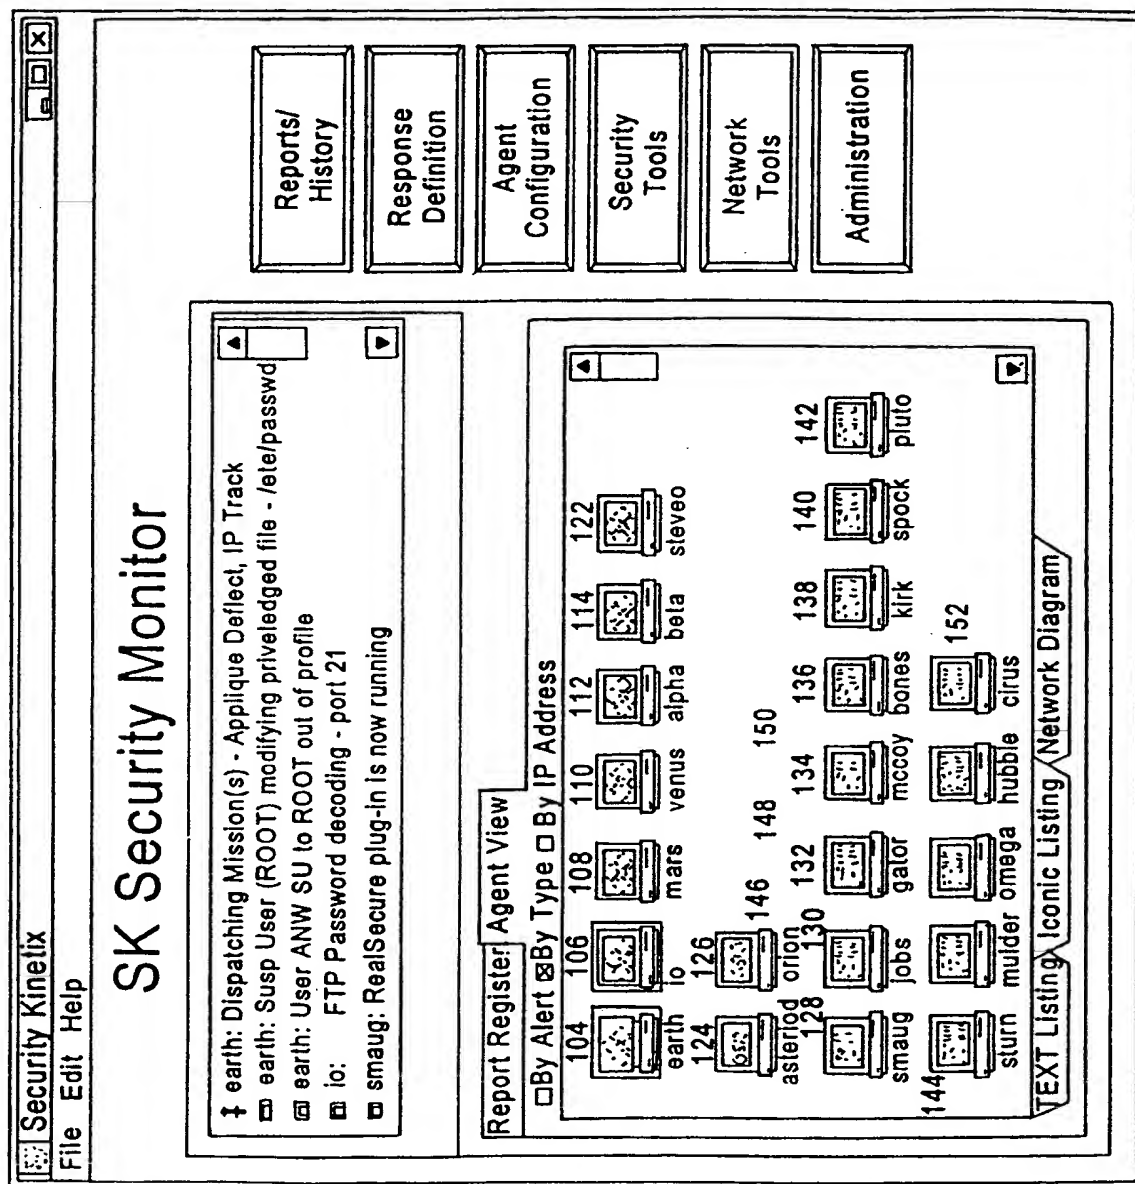 Security Kinetix
File Edit Help
SK Security Monitor
earth: Dispatching Mission(s) - Applique Deflect, IP Track
earth: Susp User (ROOT) modifying priveledged file - /ete/passwd
earth: User ANW SU to ROOT out of profile
io: FTP Password decoding - port 21
smaug: RealSecure plug-in is now running
Reports/
History
Response
Definition
Agent
Configuration
Security
Tools
Network
Tools
Administration
Report Register Agent View
By Alert By Type By IP Address
104 106 108 110 112 114 122
earth io mars venus alpha beta steveo
124 126 146 148 150
asteriod orion
128 130 132 134 136 138 140 142
smaug jobs gator mccoy bones kirk spock pluto
144 152
sturn mulder omega hubble cirus
TEXT Listing Iconic Listing Network Diagram